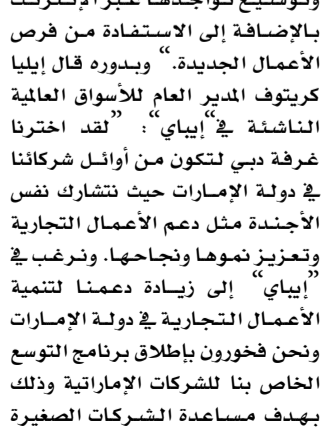 وتوسيع تواجدها عبر الإنترنت
بالإضافة إلى الاستفادة من فرص
الأعمال الجديدة.“ وبدوره قال إيليا
كريتوف المدير العام للأسواق العالمية
الناشئة في“إيباي“: ”لقد اخترنا
غرفة دبي لتكون من أوائل شركائنا
في دولة الإمارات حيث نتشارك نفس
الأجندة مثل دعم الأعمال التجارية
وتعزيز نموها ونجاحها. ونرغب في
”إيباي“ إلى زيادة دعمنا لتنمية
الأعمال التجارية في دولة الإمارات
ونحن فخورون بإطلاق برنامج التوسع
الخاص بنا للشركات الإماراتية وذلك
بهدف مساعدة الشركات الصغيرة